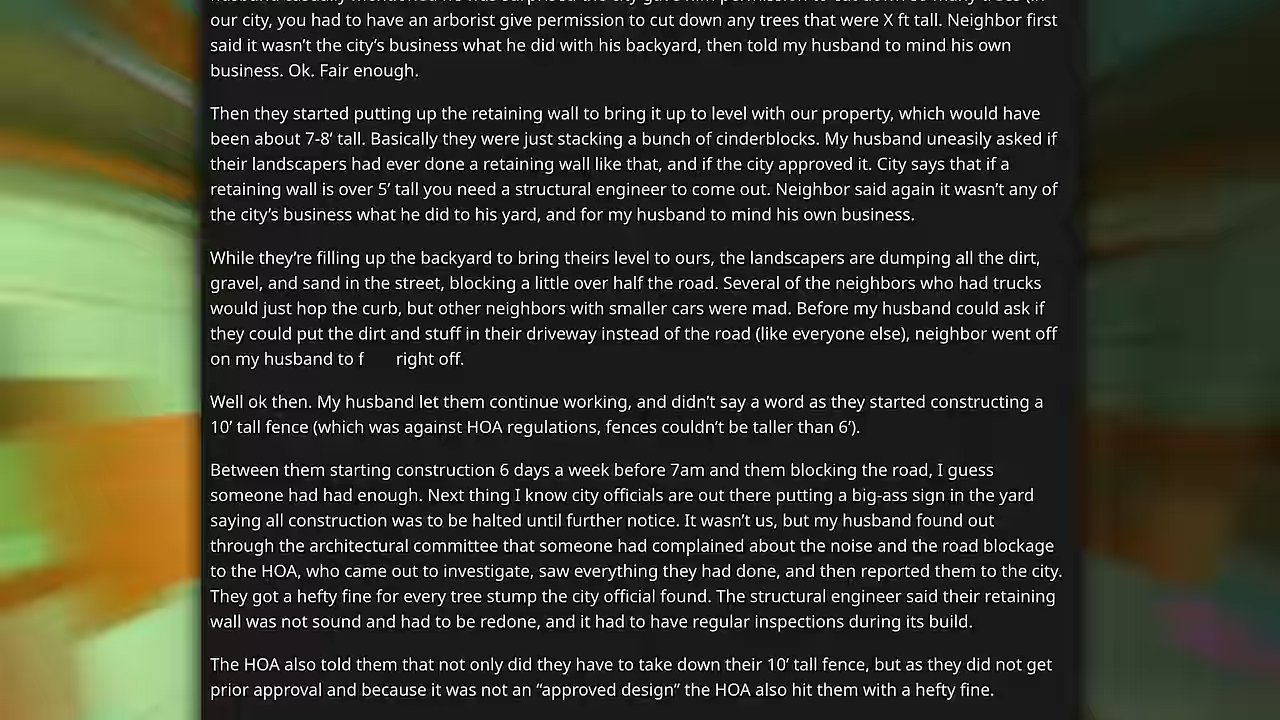 our city, you had to have an arborist give permission to cut down any trees that were X ft tall. Neighbor first
said it wasn’t the city’s business what he did with his backyard, then told my husband to mind his own
business. Ok. Fair enough.
Then they started putting up the retaining wall to bring it up to level with our property, which would have
been about 7-8’ tall. Basically they were just stacking a bunch of cinderblocks. My husband uneasily asked if
their landscapers had ever done a retaining wall like that, and if the city approved it. City says that if a
retaining wall is over 5’ tall you need a structural engineer to come out. Neighbor said again it wasn’t any of
the city’s business what he did to his yard, and for my husband to mind his own business.
While they’re filling up the backyard to bring theirs level to ours, the landscapers are dumping all the dirt,
gravel, and sand in the street, blocking a little over half the road. Several of the neighbors who had trucks
would just hop the curb, but other neighbors with smaller cars were mad. Before my husband could ask if
they could put the dirt and stuff in their driveway instead of the road (like everyone else), neighbor went off
on my husband to f right off.
Well ok then. My husband let them continue working, and didn’t say a word as they started constructing a
10’ tall fence (which was against HOA regulations, fences couldn’t be taller than 6’).
Between them starting construction 6 days a week before 7am and them blocking the road, I guess
someone had had enough. Next thing I know city officials are out there putting a big-ass sign in the yard
saying all construction was to be halted until further notice. It wasn’t us, but my husband found out
through the architectural committee that someone had complained about the noise and the road blockage
to the HOA, who came out to investigate, saw everything they had done, and then reported them to the city.
They got a hefty fine for every tree stump the city official found. The structural engineer said their retaining
wall was not sound and had to be redone, and it had to have regular inspections during its build.
The HOA also told them that not only did they have to take down their 10’ tall fence, but as they did not get
prior approval and because it was not an “approved design” the HOA also hit them with a hefty fine.